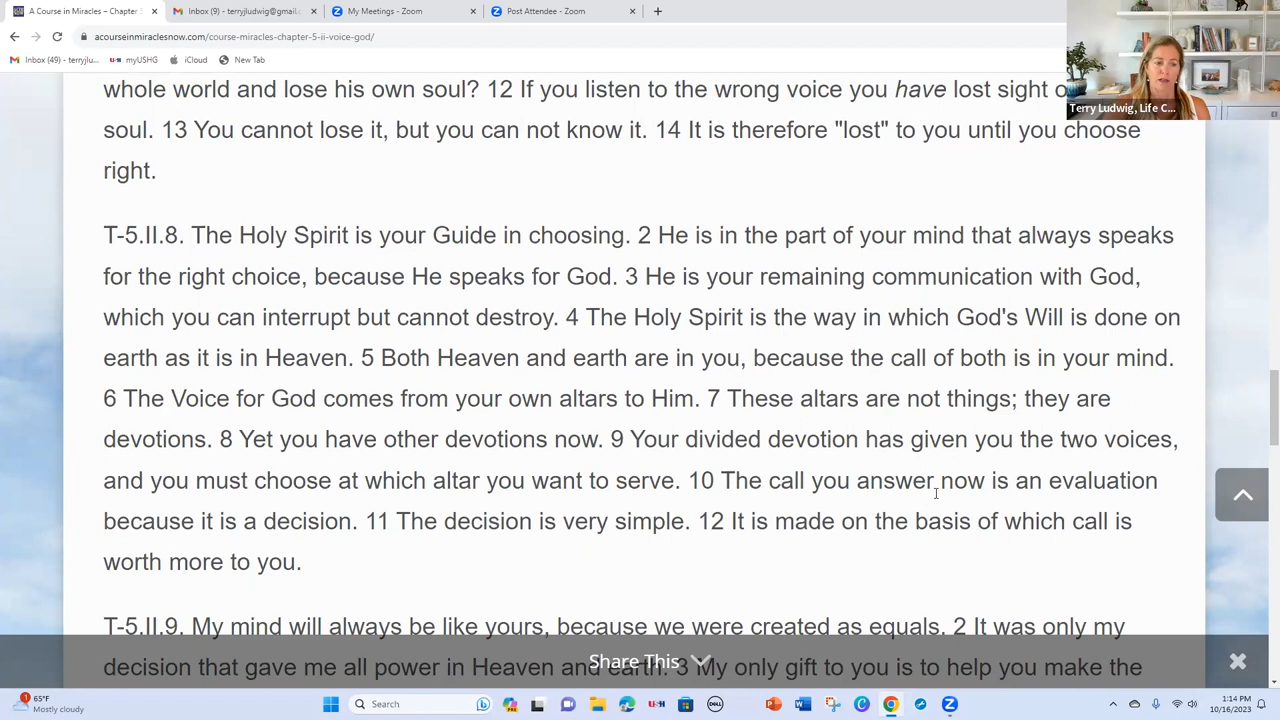 A Course in Miracles – Chapter 5
Inbox (9) - terryjludwig@gmail.c
My Meetings - Zoom
Post Attendee - Zoom
acourseinmiraclesnow.com/course-miracles-chapter-5-ii-voice-god/
Inbox (49) - terryjlu...
myUSHG
iCloud
New Tab
Terry Ludwig, Life C...
whole world and lose his own soul? 12 If you listen to the wrong voice you have lost sight
soul. 13 You cannot lose it, but you can not know it. 14 It is therefore "lost" to you until you choose
right.
T-5.II.8. The Holy Spirit is your Guide in choosing. 2 He is in the part of your mind that always speaks
for the right choice, because He speaks for God. 3 He is your remaining communication with God,
which you can interrupt but cannot destroy. 4 The Holy Spirit is the way in which God's Will is done on
earth as it is in Heaven. 5 Both Heaven and earth are in you, because the call of both is in your mind.
6 The Voice for God comes from your own altars to Him. 7 These altars are not things; they are
devotions. 8 Yet you have other devotions now. 9 Your divided devotion has given you the two voices,
and you must choose at which altar you want to serve. 10 The call you answer now is an evaluation
because it is a decision. 11 The decision is very simple. 12 It is made on the basis of which call is
worth more to you.
T-5.II.9. My mind will always be like yours, because we were created as equals. 2 It was only my
decision that gave me all power in Heaven and earth. 3 My only gift to you is to help you make the
Share This
65°F
Mostly cloudy
Search
1:14 PM
10/16/2023